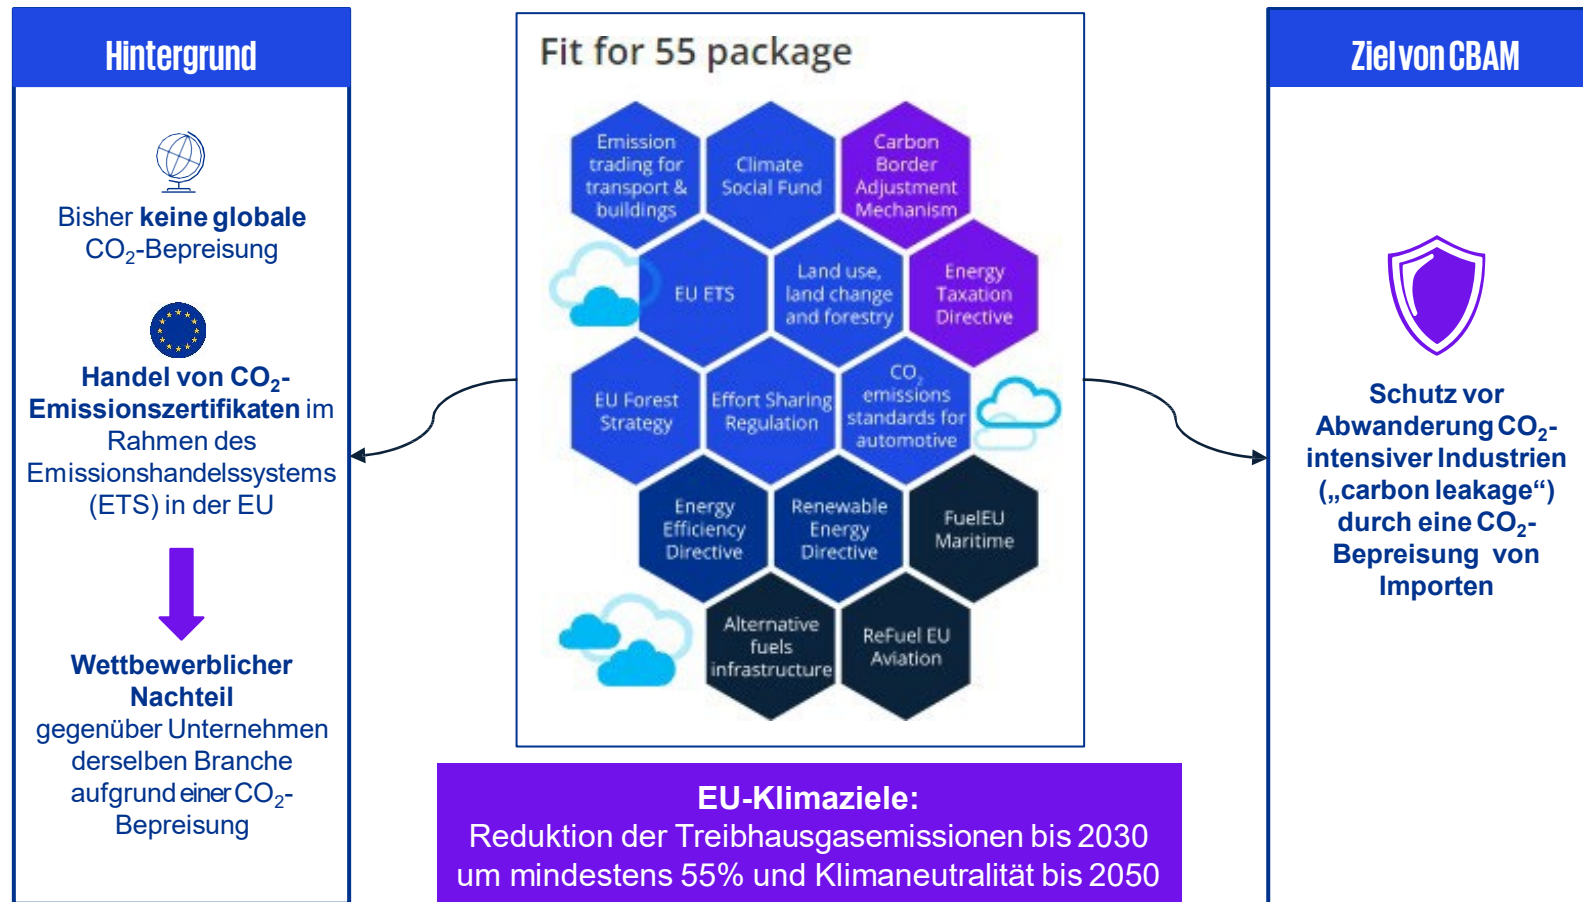 Hintergrund
Bisher keine globale
CO₂-Bepreisung
Handel von CO₂-
Emissionszertifikaten im
Rahmen des
Emissionshandelssystems
(ETS) in der EU
Wettbewerblicher
Nachteil
gegenüber Unternehmen
derselben Branche
aufgrund einer CO₂-
Bepreisung
Fit for 55 package
Emission
trading for
transport &
buildings
Climate
Social Fund
Carbon
Border
Adjustment
Mechanism
EU ETS
Land use,
land change
and forestry
Energy
Taxation
Directive
EU Forest
Strategy
Effort Sharing
Regulation
CO₂
emissions
standards for
automotive
Energy
Efficiency
Directive
Renewable
Energy
Directive
FuelEU
Maritime
Alternative
fuels
infrastructure
ReFuel EU
Aviation
EU-Klimaziele:
Reduktion der Treibhausgasemissionen bis 2030
um mindestens 55% und Klimaneutralität bis 2050
Ziel von CBAM
Schutz vor
Abwanderung CO₂-
intensiver Industrien
(„carbon leakage“)
durch eine CO₂-
Bepreisung von
Importen